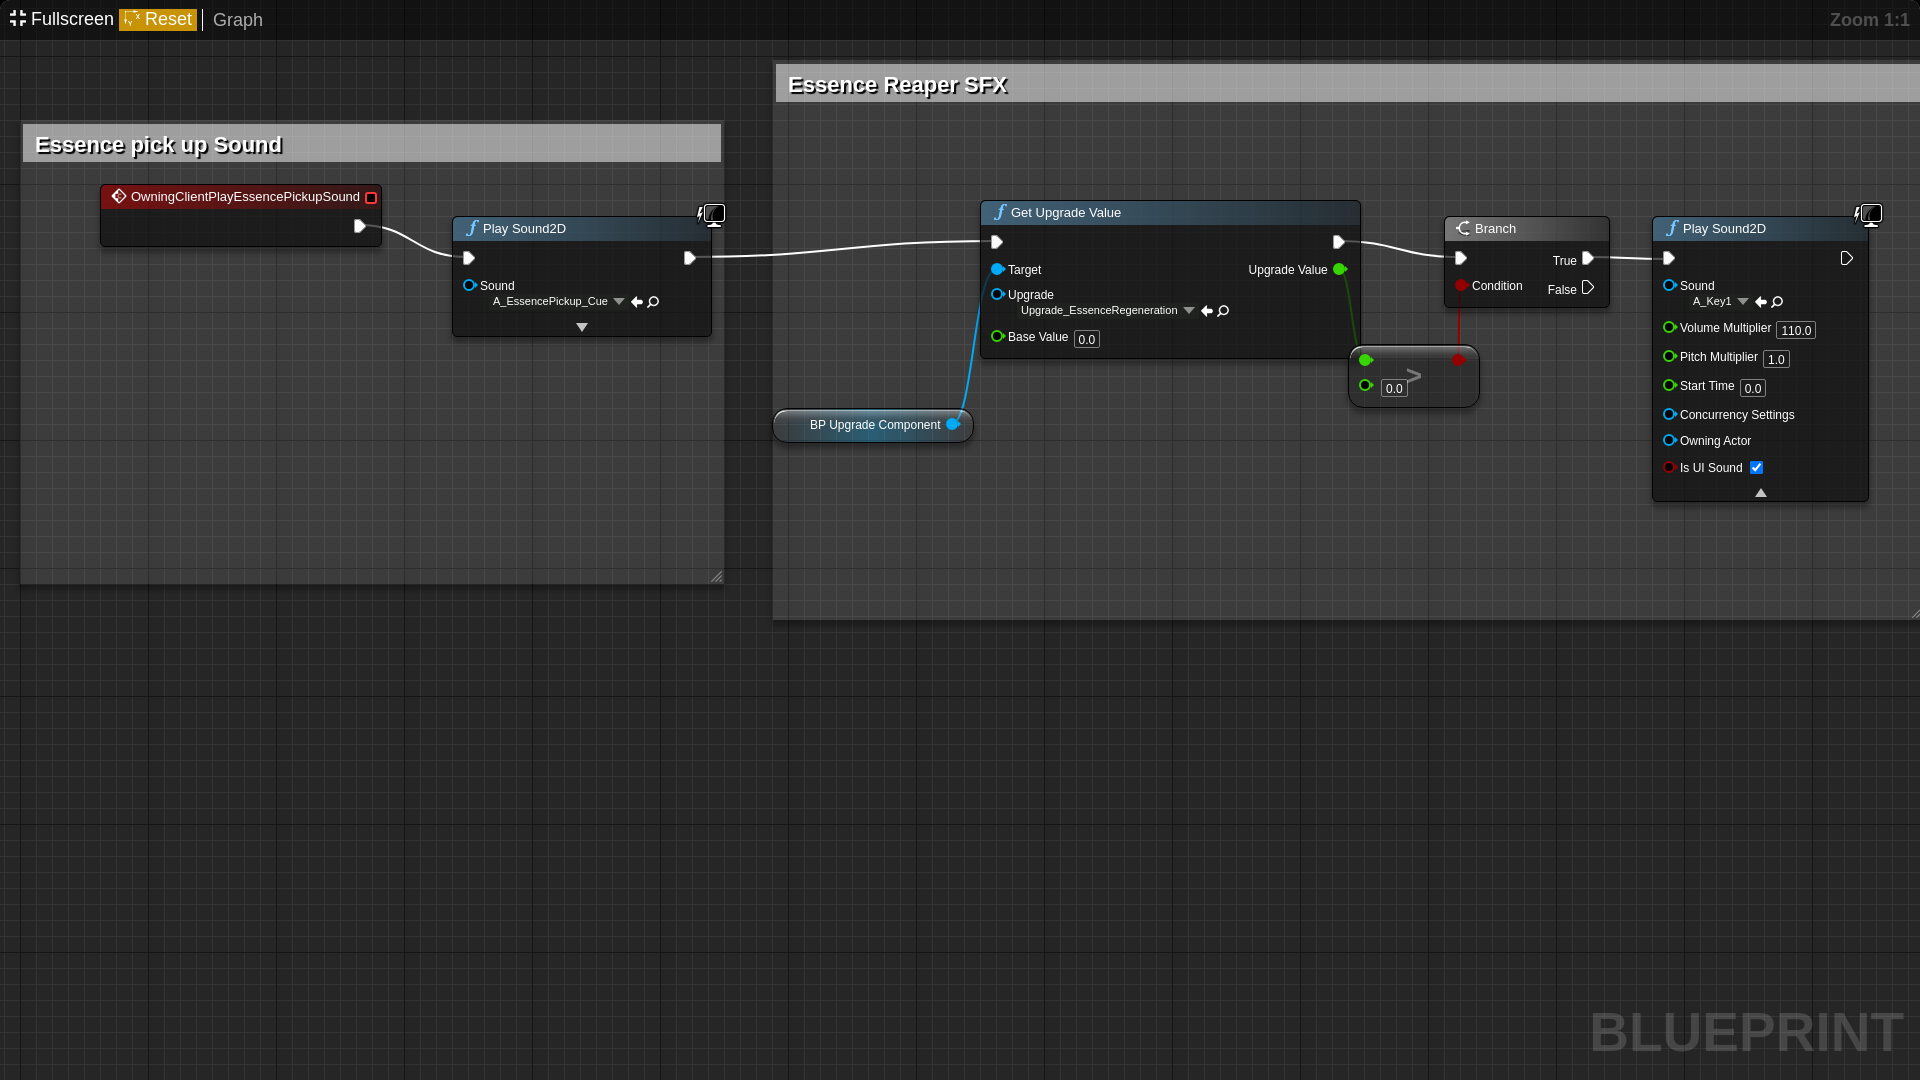 Fullscreen Reset Graph Zoom 1:1
Essence Reaper SFX
Essence pick up Sound
OwningClientPlayEssencePickupSound
Play Sound2D
Sound
A_EssencePickup_Cue
Get Upgrade Value
Target Upgrade Value
Upgrade
Upgrade_EssenceRegeneration
Base Value 0.0
BP Upgrade Component
Branch
True
Condition
False
>
0.0
Play Sound2D
Sound
A_Key1
Volume Multiplier 110.0
Pitch Multiplier 1.0
Start Time 0.0
Concurrency Settings
Owning Actor
Is UI Sound
BLUEPRINT